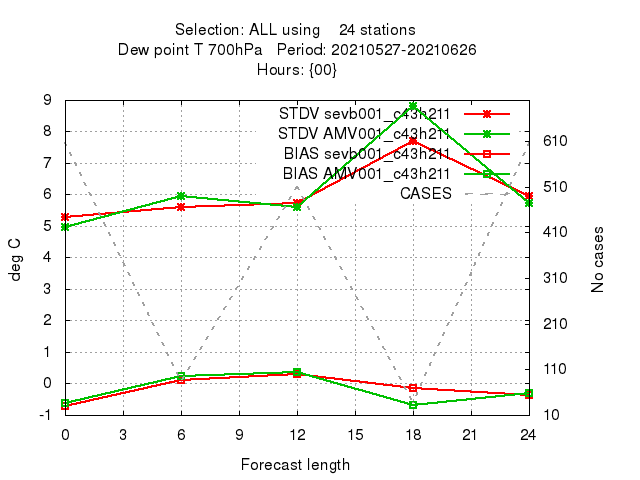 Selection: ALL using 24 stations
Dew point T 700hPa Period: 20210527-20210626
Hours: {00}
STDV sevb001_c43h211
STDV AMV001_c43h211
BIAS sevb001_c43h211
BIAS AMV001_c43h211
CASES
deg C
9
8
7
6
5
4
3
2
1
0
-1
No cases
610
510
410
310
210
110
10
0 3 6 9 12 15 18 21 24
Forecast length